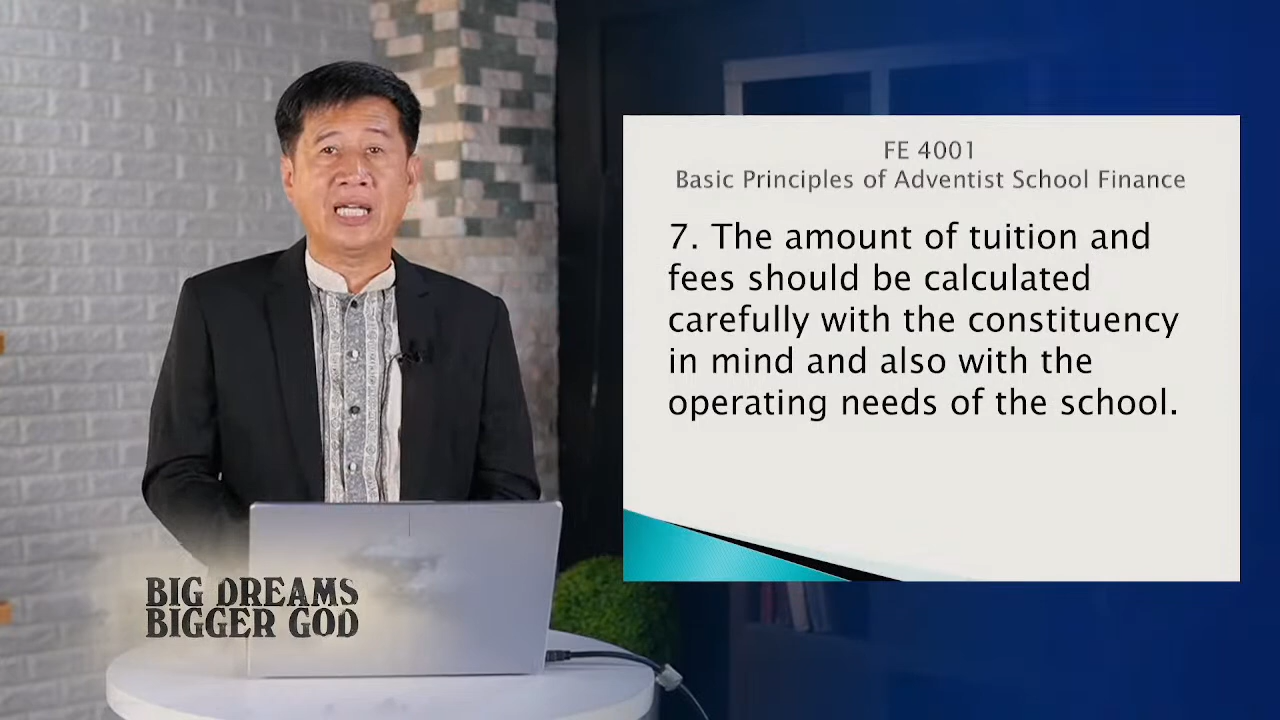 FE 4001
Basic Principles of Adventist School Finance
7. The amount of tuition and
fees should be calculated
carefully with the constituency
in mind and also with the
operating needs of the school.
BIG DREAMS
BIGGER GOD